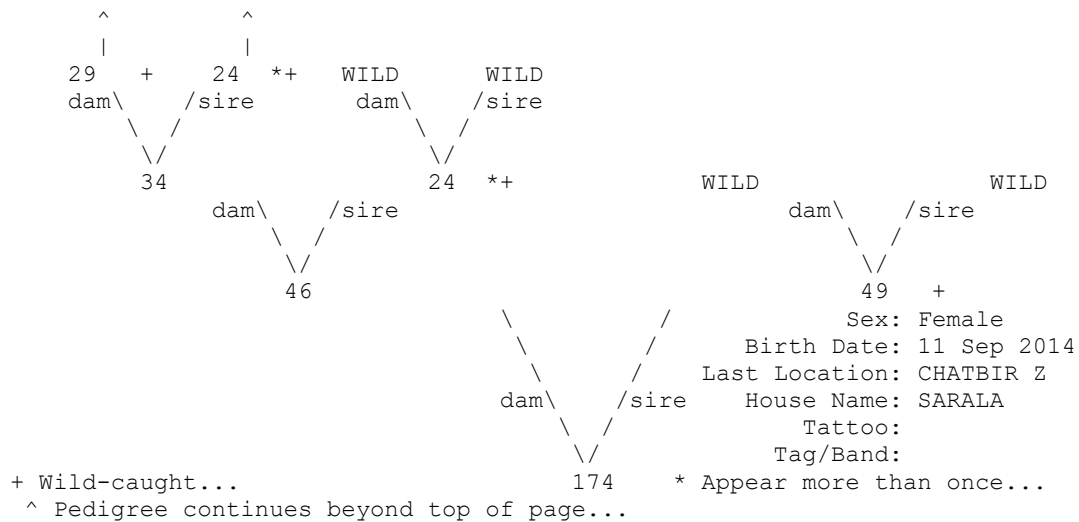 ^ ^
| |
29 + 24 *+ WILD WILD
dam\ /sire dam\ /sire
\ / \ /
\/ \/
34 24 *+ WILD WILD
dam\ /sire dam\ /sire
\ / \ /
\/ \/
46 49 +
\ / Sex: Female
\ / Birth Date: 11 Sep 2014
\ / Last Location: CHATBIR Z
dam\ /sire House Name: SARALA
\ / Tattoo:
\/ Tag/Band:
+ Wild-caught... 174 * Appear more than once...
^ Pedigree continues beyond top of page...